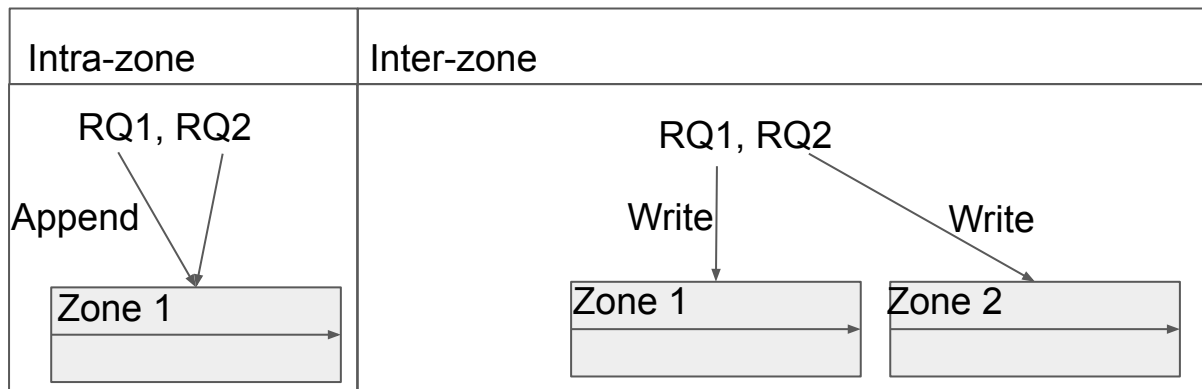 Intra-zone
Inter-zone
RQ1, RQ2
Append
Zone 1
RQ1, RQ2
Write
Write
Zone 1
Zone 2